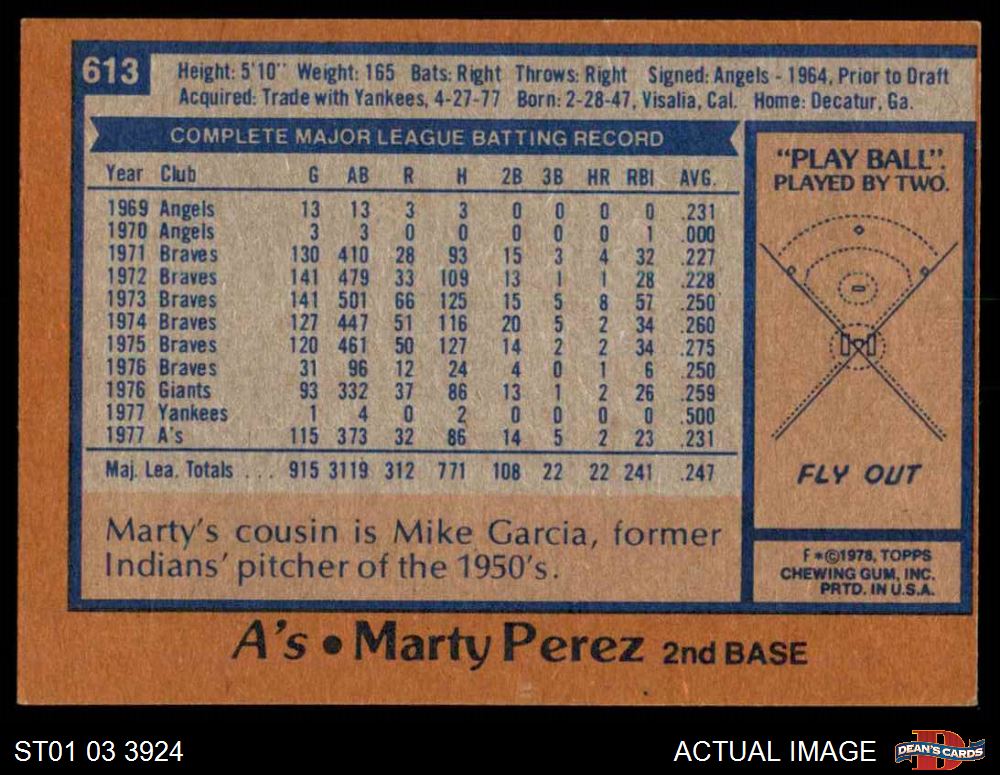 613
Height: 5'10" Weight: 165 Bats: Right Throws: Right Signed: Angels - 1964, Prior to Draft
Acquired: Trade with Yankees, 4-27-77 Born: 2-28-47, Visalia, Cal. Home: Decatur, Ga.
COMPLETE MAJOR LEAGUE BATTING RECORD
Year Club G AB R H 2B 3B HR RBI AVG.
1969 Angels 13 13 3 3 0 0 0 0 .231
1970 Angels 3 3 0 0 0 0 0 1 .000
1971 Braves 130 410 28 93 15 3 4 32 .227
1972 Braves 141 479 33 109 13 1 1 28 .228
1973 Braves 141 501 66 125 15 5 8 57 .250
1974 Braves 127 447 51 116 20 5 2 34 .260
1975 Braves 120 461 50 127 14 2 2 34 .275
1976 Braves 31 96 12 24 4 0 1 6 .250
1976 Giants 93 332 37 86 13 1 2 26 .259
1977 Yankees 1 4 0 2 0 0 0 0 .500
1977 A's 115 373 32 86 14 5 2 23 .231
Maj. Lea. Totals ... 915 3119 312 771 108 22 22 241 .247
Marty's cousin is Mike Garcia, former
Indians' pitcher of the 1950's.
"PLAY BALL".
PLAYED BY TWO.
FLY OUT
F *©1978, TOPPS
CHEWING GUM, INC.
PRTD. IN U.S.A.
A's • Marty Perez 2nd BASE
ST01 03 3924
ACTUAL IMAGE
D
DEAN'S CARDS